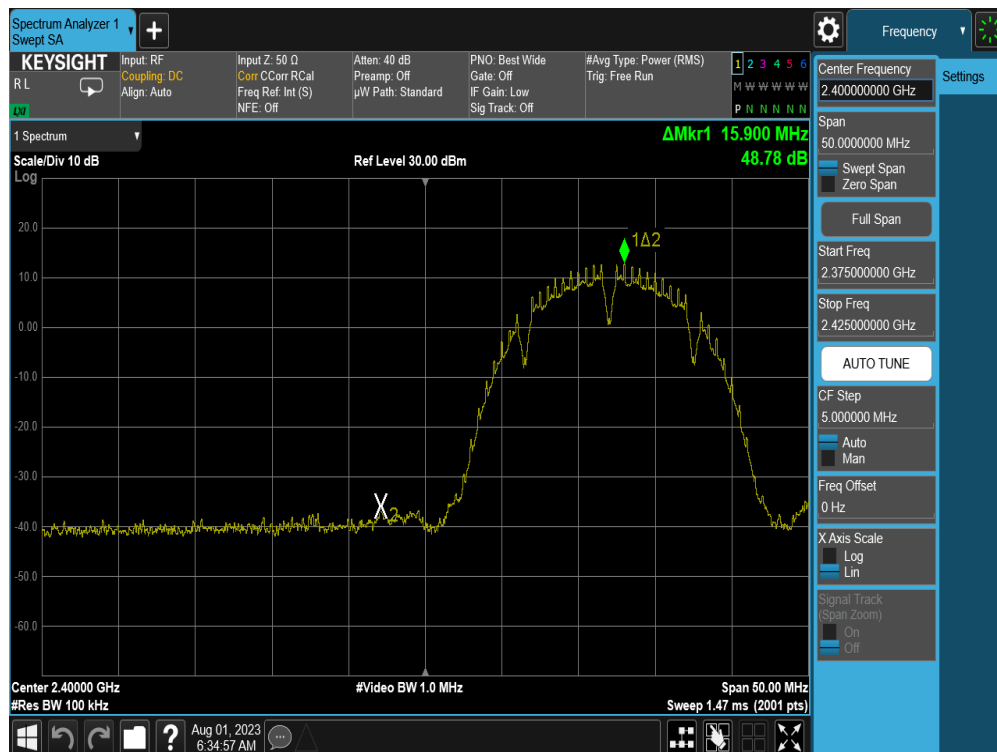 Spectrum Analyzer 1
Swept SA
Frequency
KEYSIGHT
R L
LXI
Input: RF
Coupling: DC
Align: Auto
Input Z: 50 Ω
Corr CCorr RCal
Freq Ref: Int (S)
NFE: Off
Atten: 40 dB
Preamp: Off
µW Path: Standard
PNO: Best Wide
Gate: Off
IF Gain: Low
Sig Track: Off
#Avg Type: Power (RMS)
Trig: Free Run
1 2 3 4 5 6
M W W W W W
P N N N N N
1 Spectrum
ΔMkr1 15.900 MHz
48.78 dB
Scale/Div 10 dB
Ref Level 30.00 dBm
Log
20.0
10.0
0.00
-10.0
-20.0
-30.0
-40.0
-50.0
-60.0
1Δ2
X2
Center 2.40000 GHz
#Video BW 1.0 MHz
Span 50.00 MHz
#Res BW 100 kHz
Sweep 1.47 ms (2001 pts)
Center Frequency
2.400000000 GHz
Settings
Span
50.0000000 MHz
Swept Span
Zero Span
Full Span
Start Freq
2.375000000 GHz
Stop Freq
2.425000000 GHz
AUTO TUNE
CF Step
5.000000 MHz
Auto
Man
Freq Offset
0 Hz
X Axis Scale
Log
Lin
Signal Track
(Span Zoom)
On
Off
?
Aug 01, 2023
6:34:57 AM